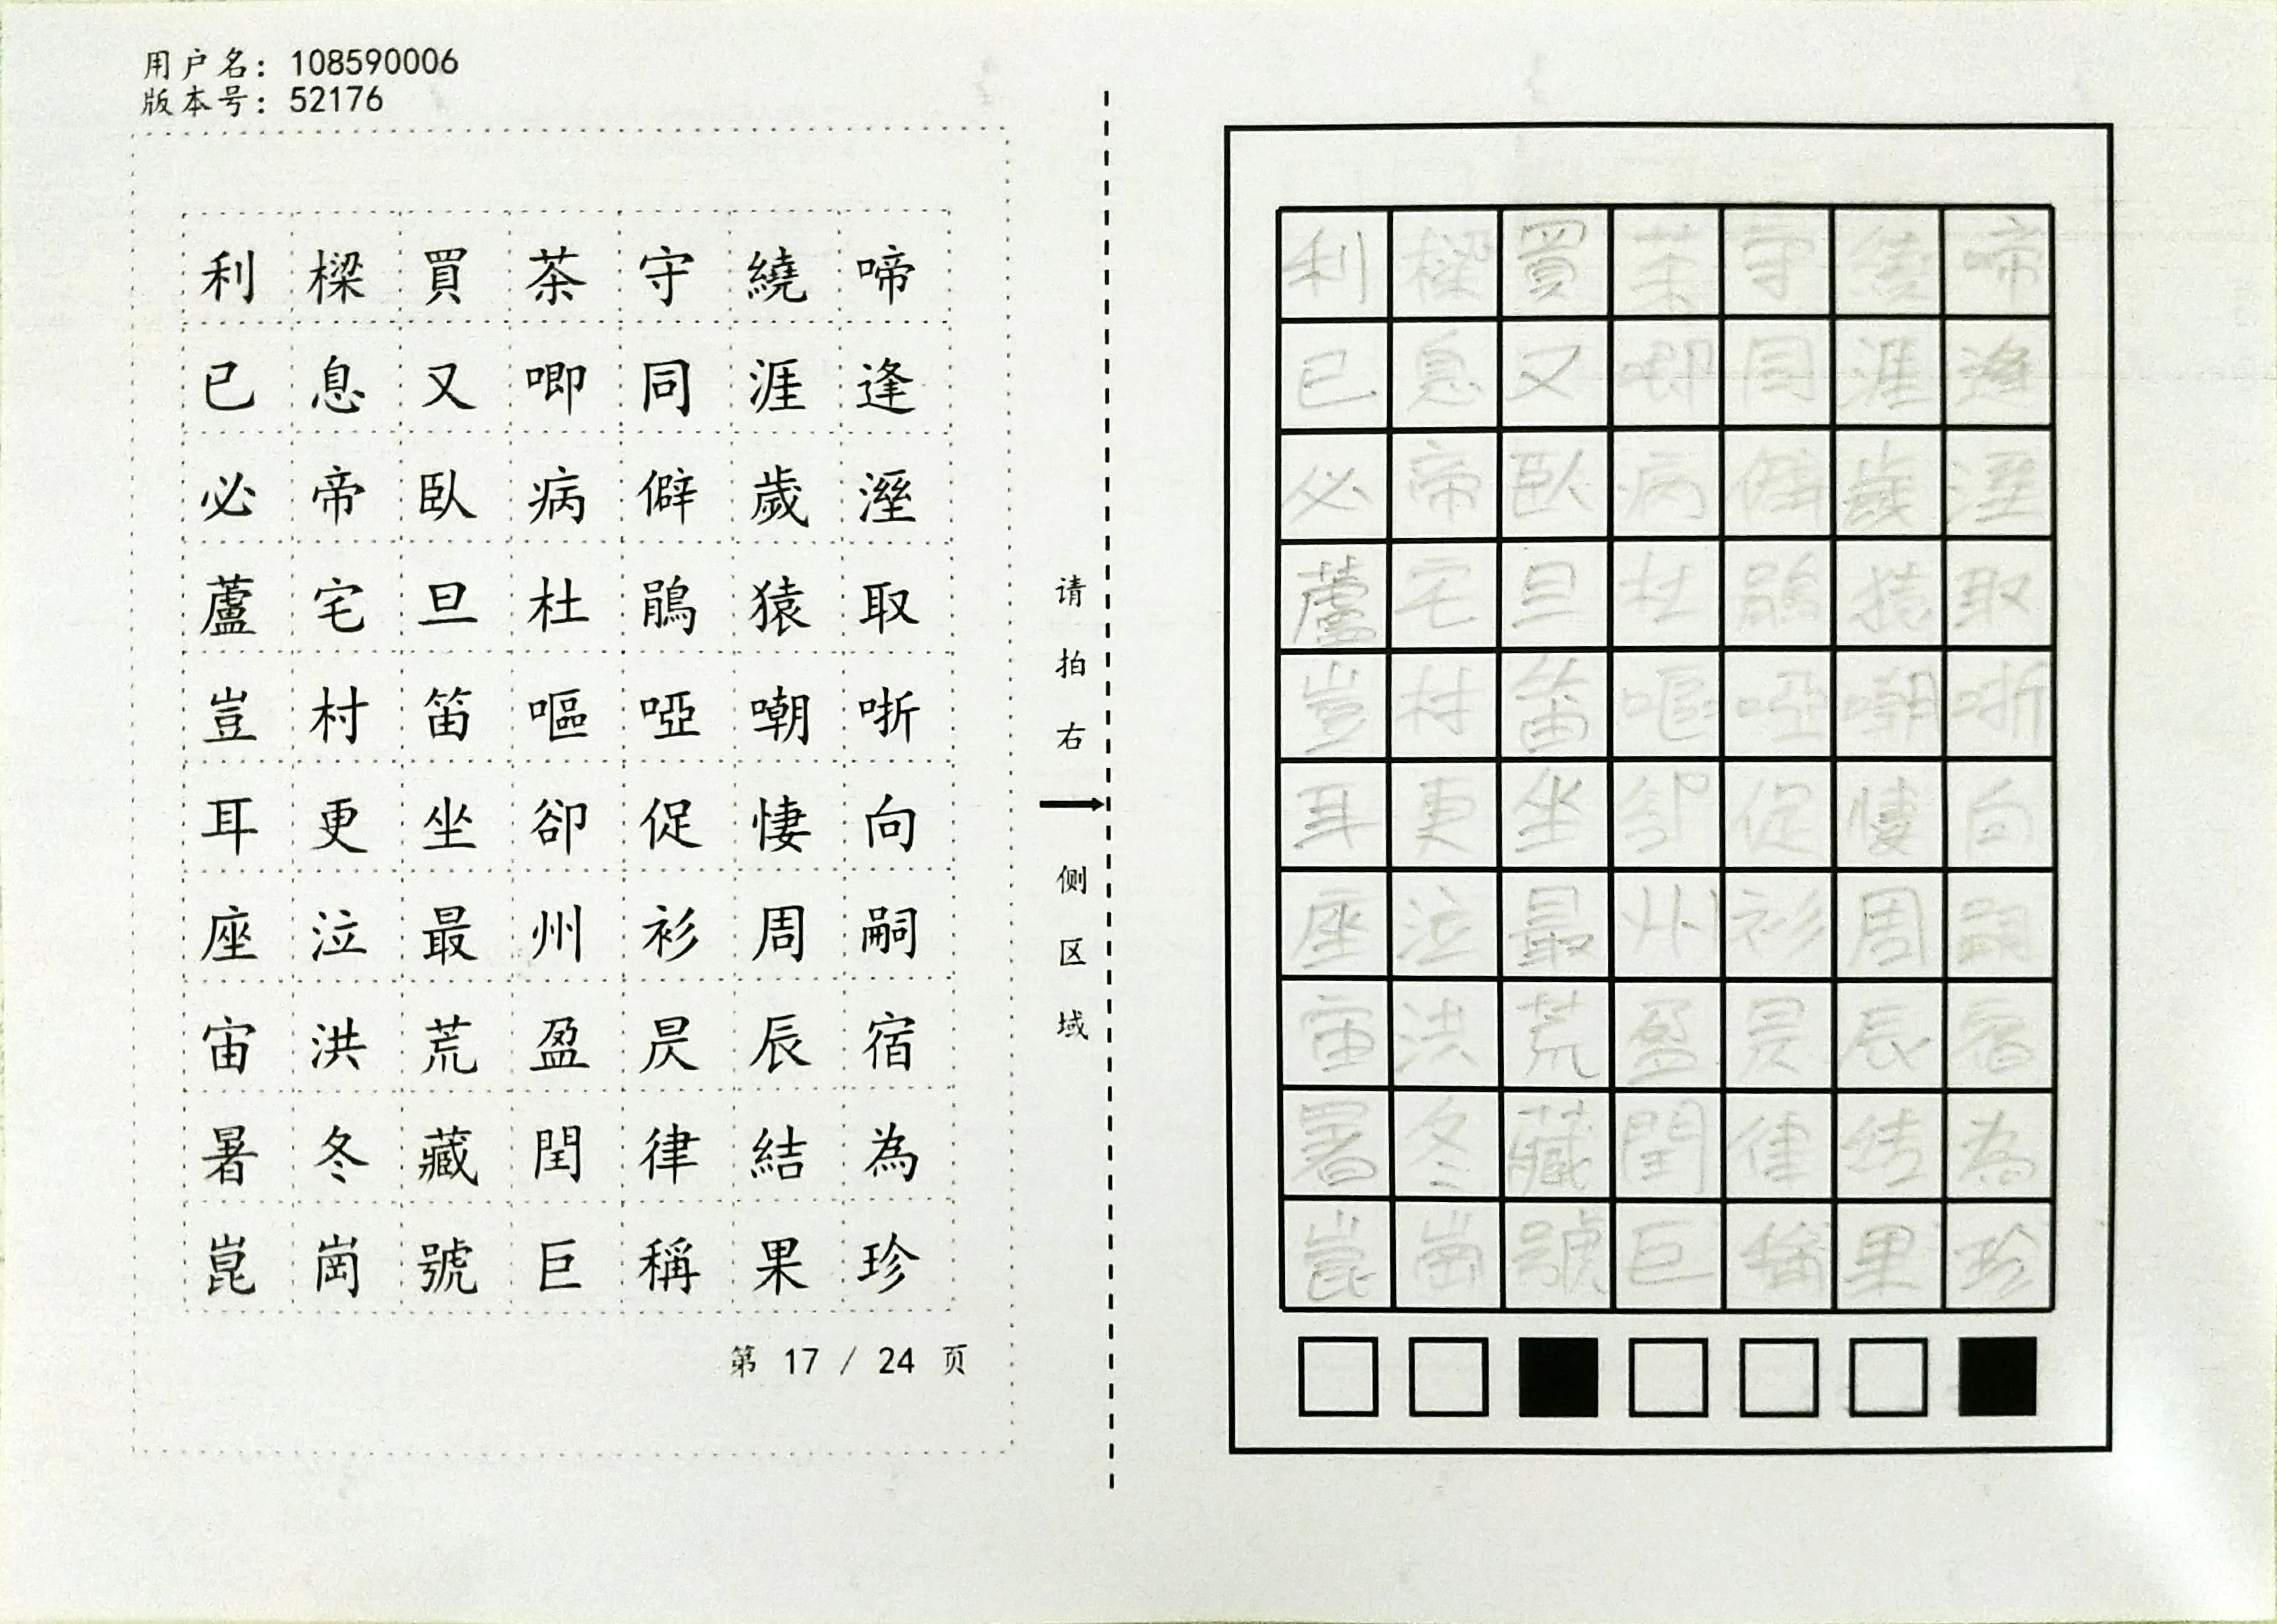 用户名：108590006
版本号：52176
利樑買茶守繞啼
已息又唧同涯逢
必帝臥病僻歲溼
蘆宅旦杜鵑猿取
豈村笛嘔啞嘲哳
耳更坐卻促悽向
座泣最州衫周嗣
宙洪荒盈昃辰宿
暑冬藏閏律結為
崑崗號巨稱果珍
第 17 / 24 页
请拍右侧区域
利樑買茶守繞啼
已息又唧同涯逢
必帝臥病僻歲溼
蘆宅旦杜鵑猿取
豈村笛嘔啞嘲哳
耳更坐卻促悽向
座泣最州衫周嗣
宙洪荒盈昃辰宿
暑冬藏閏律結為
崑崗號巨稱果珍